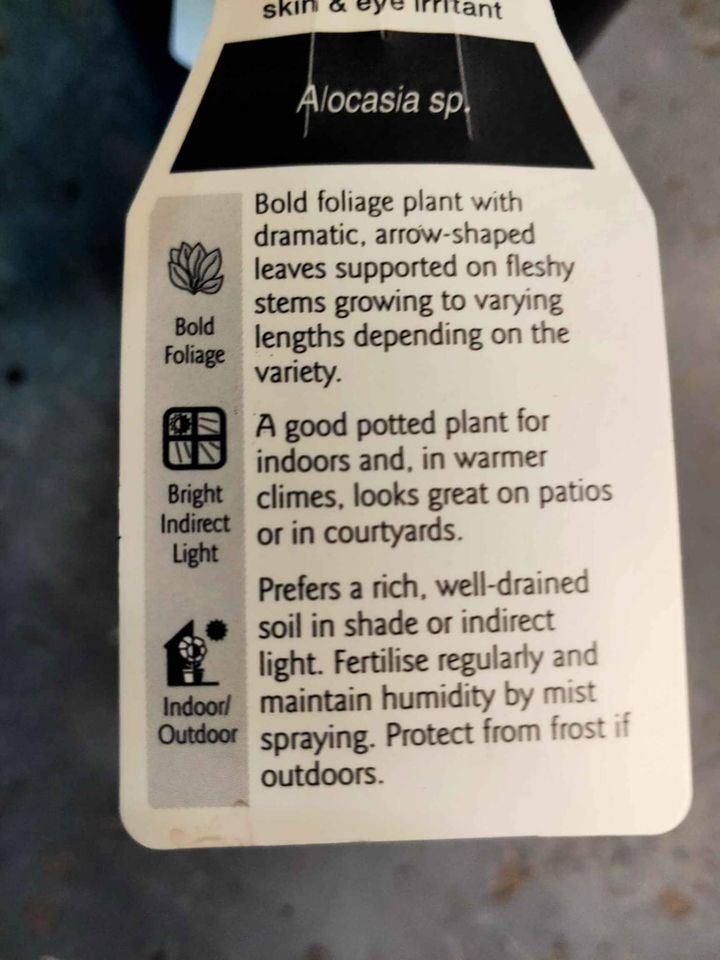 skin & eye irritant
Alocasia sp.
Bold foliage plant with
dramatic, arrow-shaped
leaves supported on fleshy
stems growing to varying
lengths depending on the
variety.
Bold
Foliage
A good potted plant for
indoors and, in warmer
climes, looks great on patios
or in courtyards.
Bright
Indirect
Light
Prefers a rich, well-drained
soil in shade or indirect
light. Fertilise regularly and
maintain humidity by mist
spraying. Protect from frost if
outdoors.
Indoor/
Outdoor